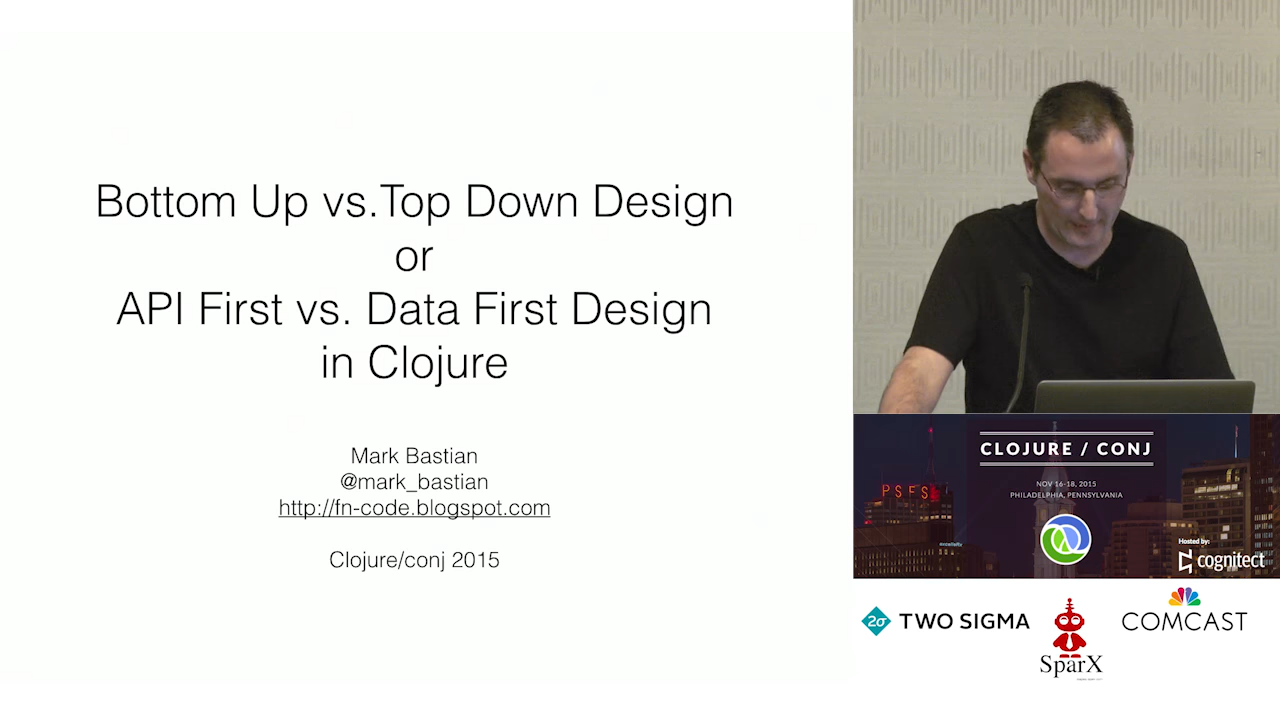 Bottom Up vs. Top Down Design
or
API First vs. Data First Design
in Clojure
Mark Bastian
@mark_bastian
http://fn-code.blogspot.com
Clojure/conj 2015
PSFS
CLOJURE / CONJ
NOV 16-18, 2015
PHILADELPHIA, PENNSYLVANIA
Hosted by:
cognitect
2σ TWO SIGMA
SparX
COMCAST